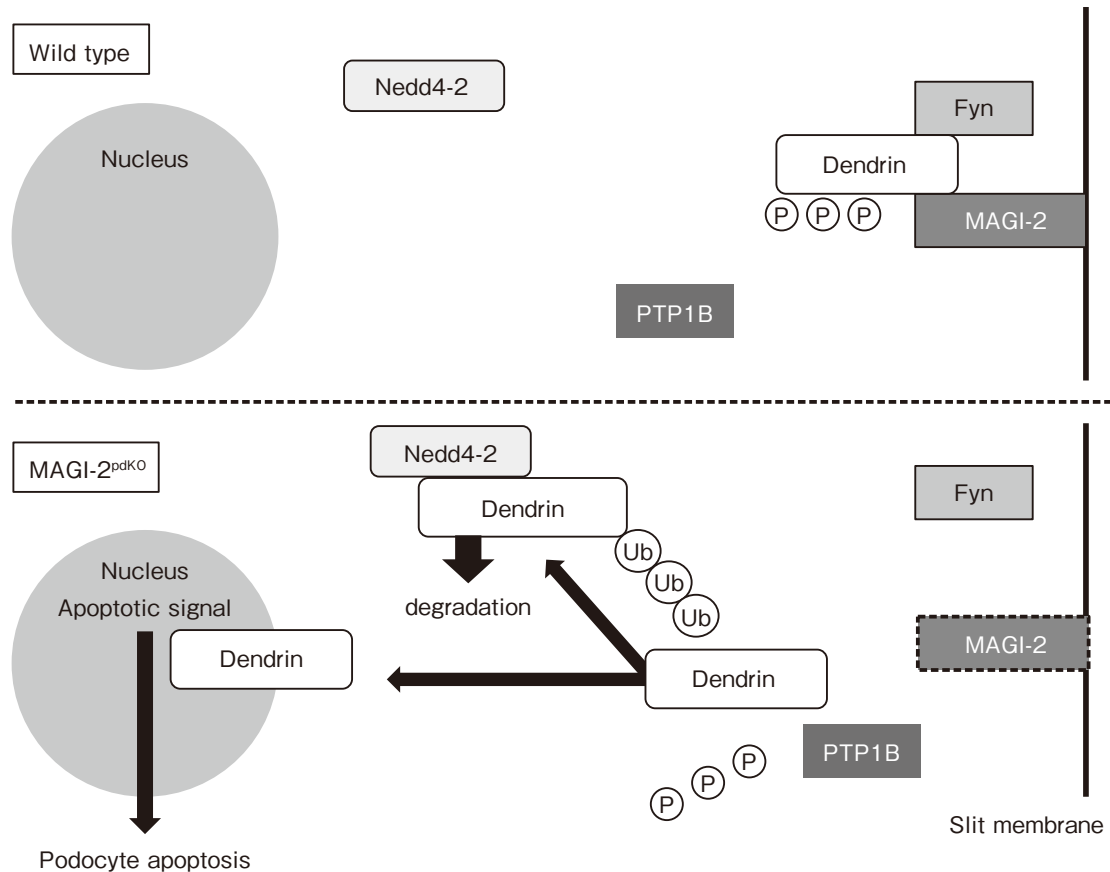 Wild type
Nedd4-2
Fyn
Nucleus
Dendrin
P P P
MAGI-2
PTP1B
MAGI-2pdKO
Nedd4-2
Fyn
Dendrin
Ub
Ub
Ub
Nucleus
Apoptotic signal
degradation
Dendrin
MAGI-2
Dendrin
PTP1B
P
P
P
Slit membrane
Podocyte apoptosis